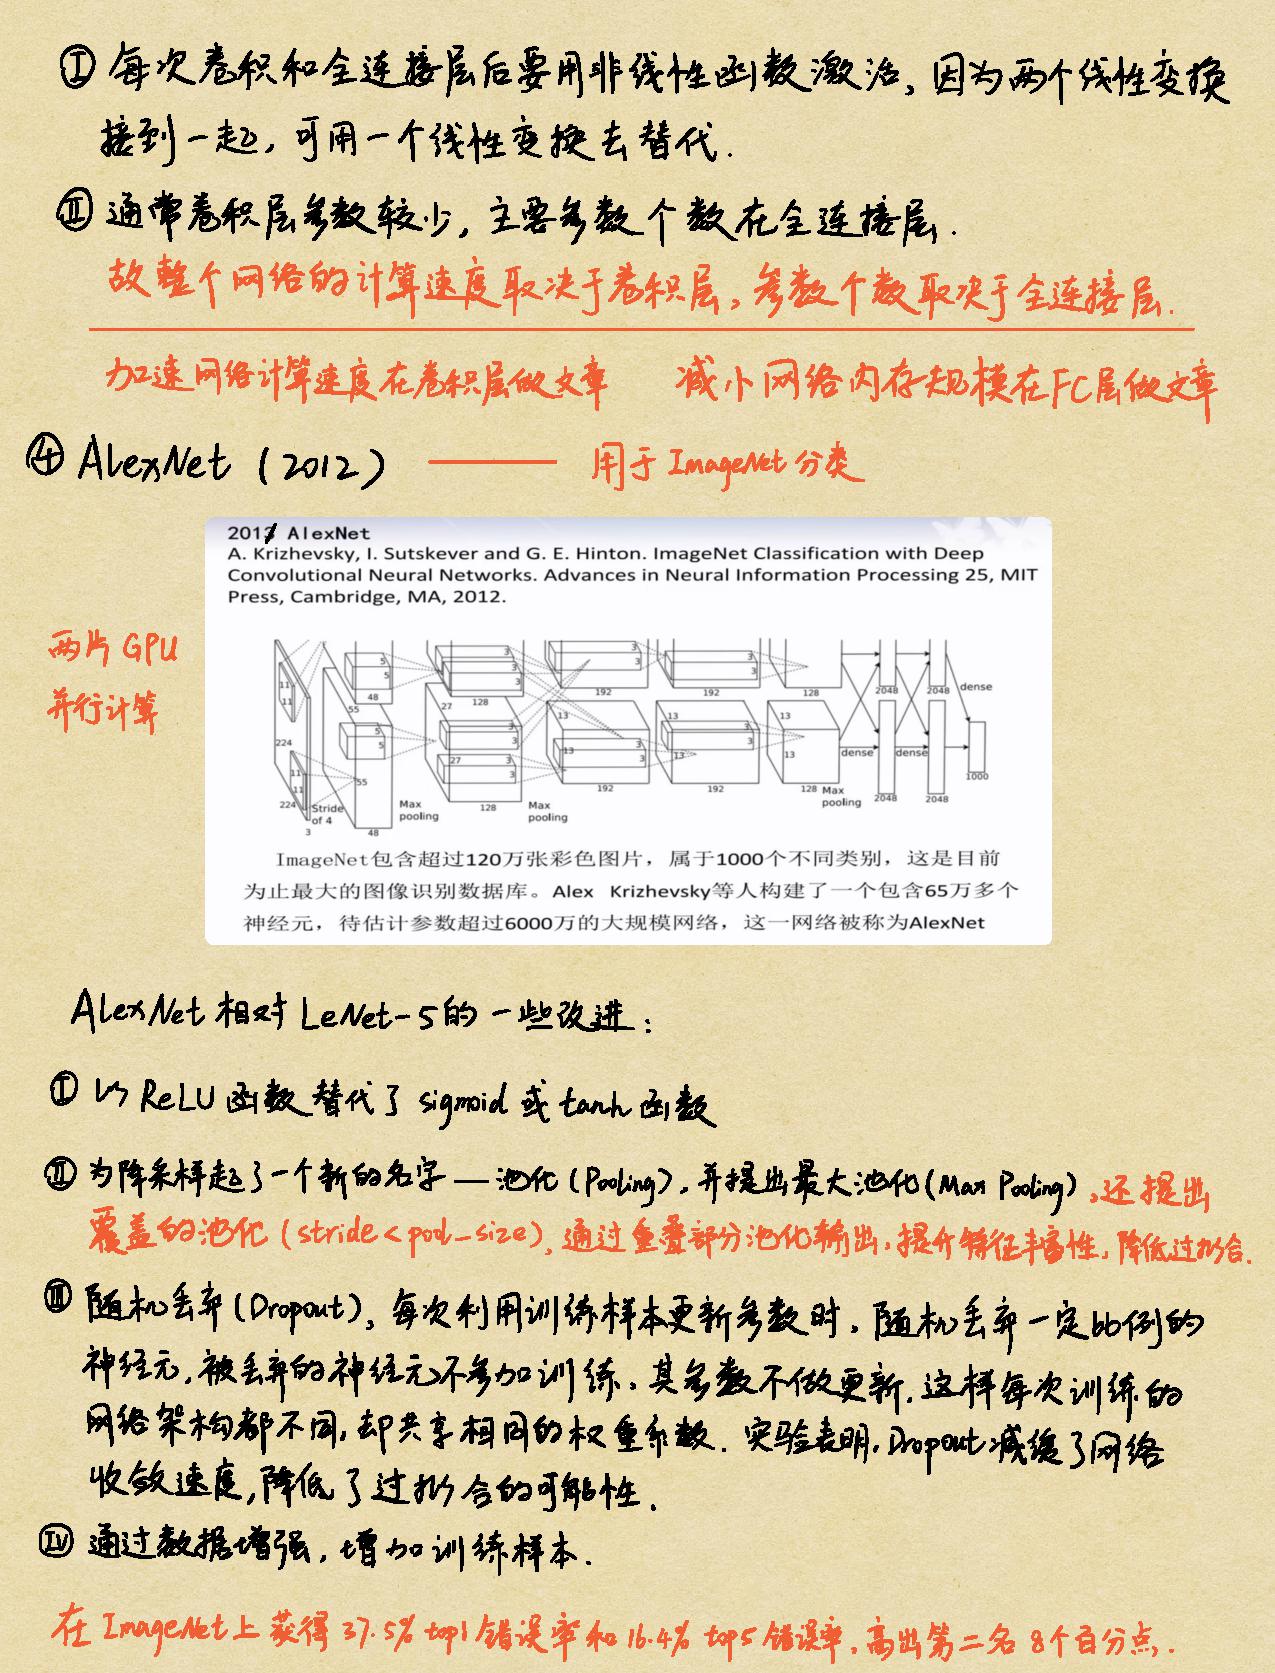 Ⅰ 每次卷积和全连接层后要用非线性函数激活，因为两个线性变换
接到一起，可用一个线性变换去替代.
Ⅱ 通常卷积层参数较少，主要参数个数在全连接层.
故整个网络的计算速度取决于卷积层，参数个数取决于全连接层.
加速网络计算速度在卷积层做文章 减小网络内存规模在FC层做文章
④ AlexNet (2012) —— 用于 ImageNet 分类
2012 AlexNet
A. Krizhevsky, I. Sutskever and G. E. Hinton. ImageNet Classification with Deep
Convolutional Neural Networks. Advances in Neural Information Processing 25, MIT
Press, Cambridge, MA, 2012.
两片 GPU
并行计算
5 3 3 3 3
11 5 3 3 3
11 48 3 192 192 128 2048 2048 dense
55 27 128 13 13 13
224 5 3 3
5 3 13 3 13 13 dense dense
11 55 27 3 3 1000
11 192 192 128 Max 2048 2048
224 Stride Max 128 Max pooling
of 4 pooling pooling
3 48
ImageNet包含超过120万张彩色图片，属于1000个不同类别，这是目前
为止最大的图像识别数据库。Alex Krizhevsky等人构建了一个包含65万多个
神经元，待估计参数超过6000万的大规模网络，这一网络被称为AlexNet
AlexNet 相对 LeNet-5的一些改进：
Ⅰ 以 ReLU 函数替代了 sigmoid 或 tanh 函数
Ⅱ 为降采样起了一个新的名字 — 池化 (Pooling)，并提出最大池化(Max Pooling)，还提出
覆盖的池化 (stride < pool-size)，通过重叠部分池化输出，提升特征丰富性，降低过拟合.
Ⅲ 随机丢弃 (Dropout)，每次利用训练样本更新参数时，随机丢弃一定比例的
神经元，被丢弃的神经元不参加训练，其参数不做更新，这样每次训练的
网络架构都不同，却共享相同的权重系数. 实验表明，Dropout 减缓了网络
收敛速度，降低了过拟合的可能性.
Ⅳ 通过数据增强，增加训练样本.
在 ImageNet 上获得 37.5% top1 错误率和 16.4% top5 错误率，高出第二名 8个百分点.